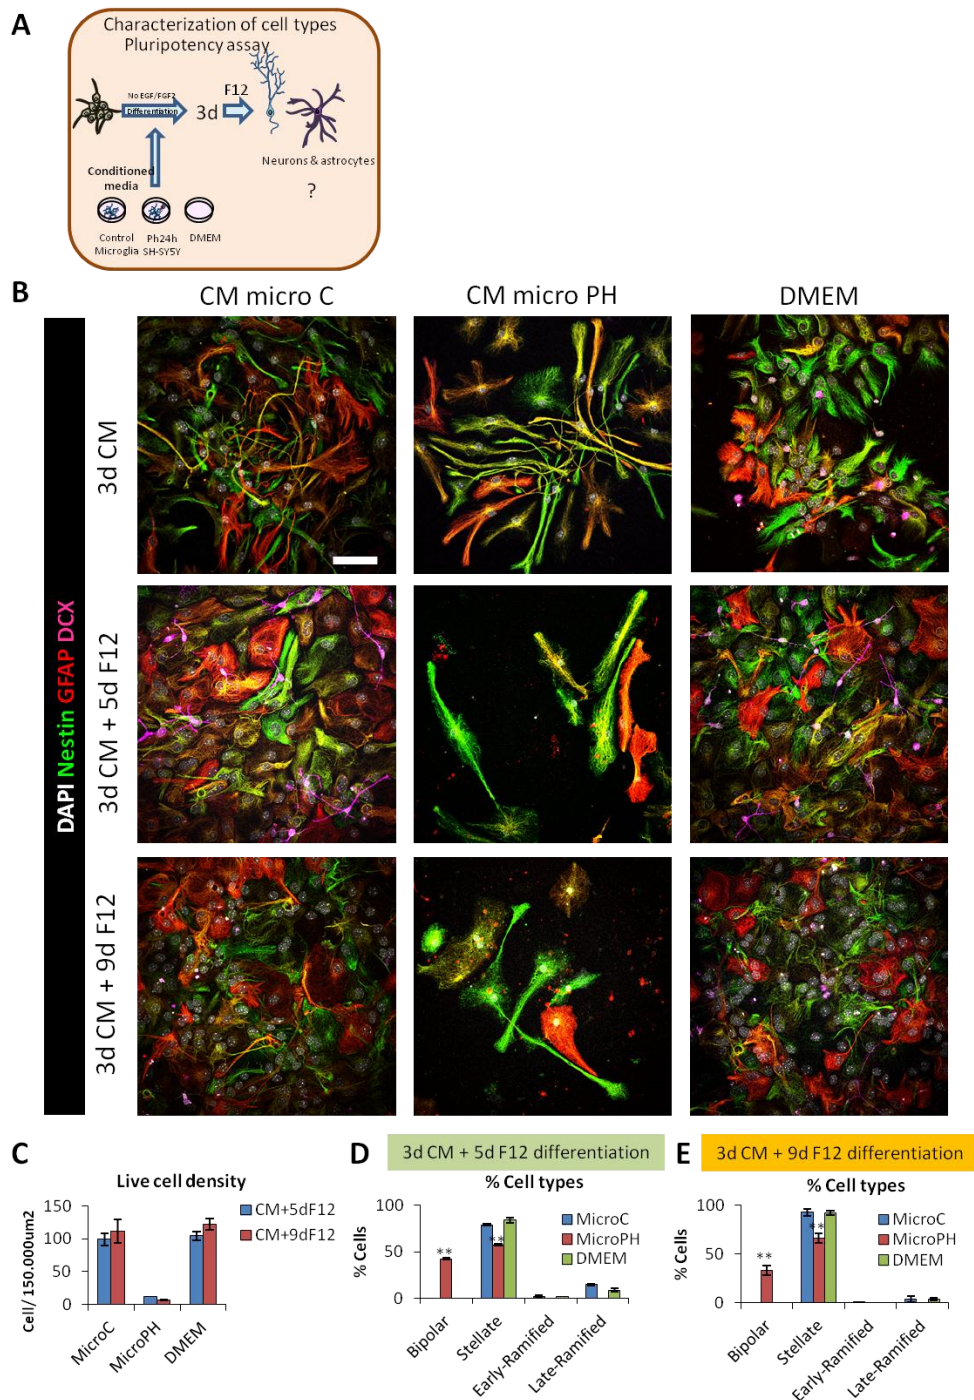 A
Characterization of cell types
Pluripotency assay
No EGF/FGF2
Differentiation
3d
F12
Neurons & astrocytes
?
Conditioned
media
Control
Microglia
Ph24h
SH-SY5Y
DMEM
B
CM micro C
CM micro PH
DMEM
DAPI Nestin GFAP DCX
3d CM
3d CM + 5d F12
3d CM + 9d F12
C
Live cell density
Cell/ 150.000um2
150
100
50
0
CM+5dF12
CM+9dF12
MicroC
MicroPH
DMEM
D
3d CM + 5d F12 differentiation
% Cell types
% Cells
100
50
0
**
**
MicroC
MicroPH
DMEM
Bipolar
Stellate
Early-Ramified
Late-Ramified
E
3d CM + 9d F12 differentiation
% Cell types
% Cells
100
50
0
**
**
MicroC
MicroPH
DMEM
Bipolar
Stellate
Early-Ramified
Late-Ramified